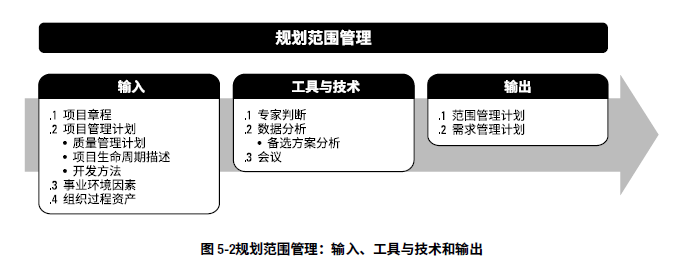 规划范围管理
输入
.1 项目章程
.2 项目管理计划
• 质量管理计划
• 项目生命周期描述
• 开发方法
.3 事业环境因素
.4 组织过程资产
工具与技术
.1 专家判断
.2 数据分析
• 备选方案分析
.3 会议
输出
.1 范围管理计划
.2 需求管理计划
图 5-2规划范围管理：输入、工具与技术和输出